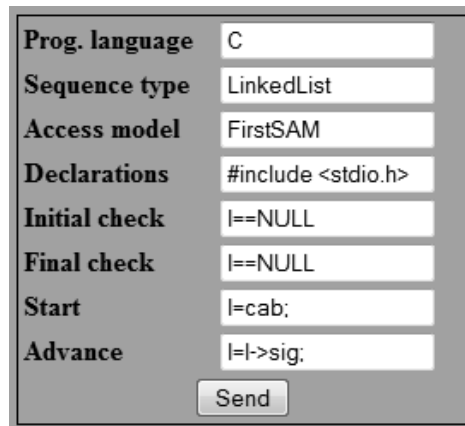 Prog. language C
Sequence type LinkedList
Access model FirstSAM
Declarations #include <stdio.h>
Initial check l==NULL
Final check l==NULL
Start l=cab;
Advance l=l->sig;
Send